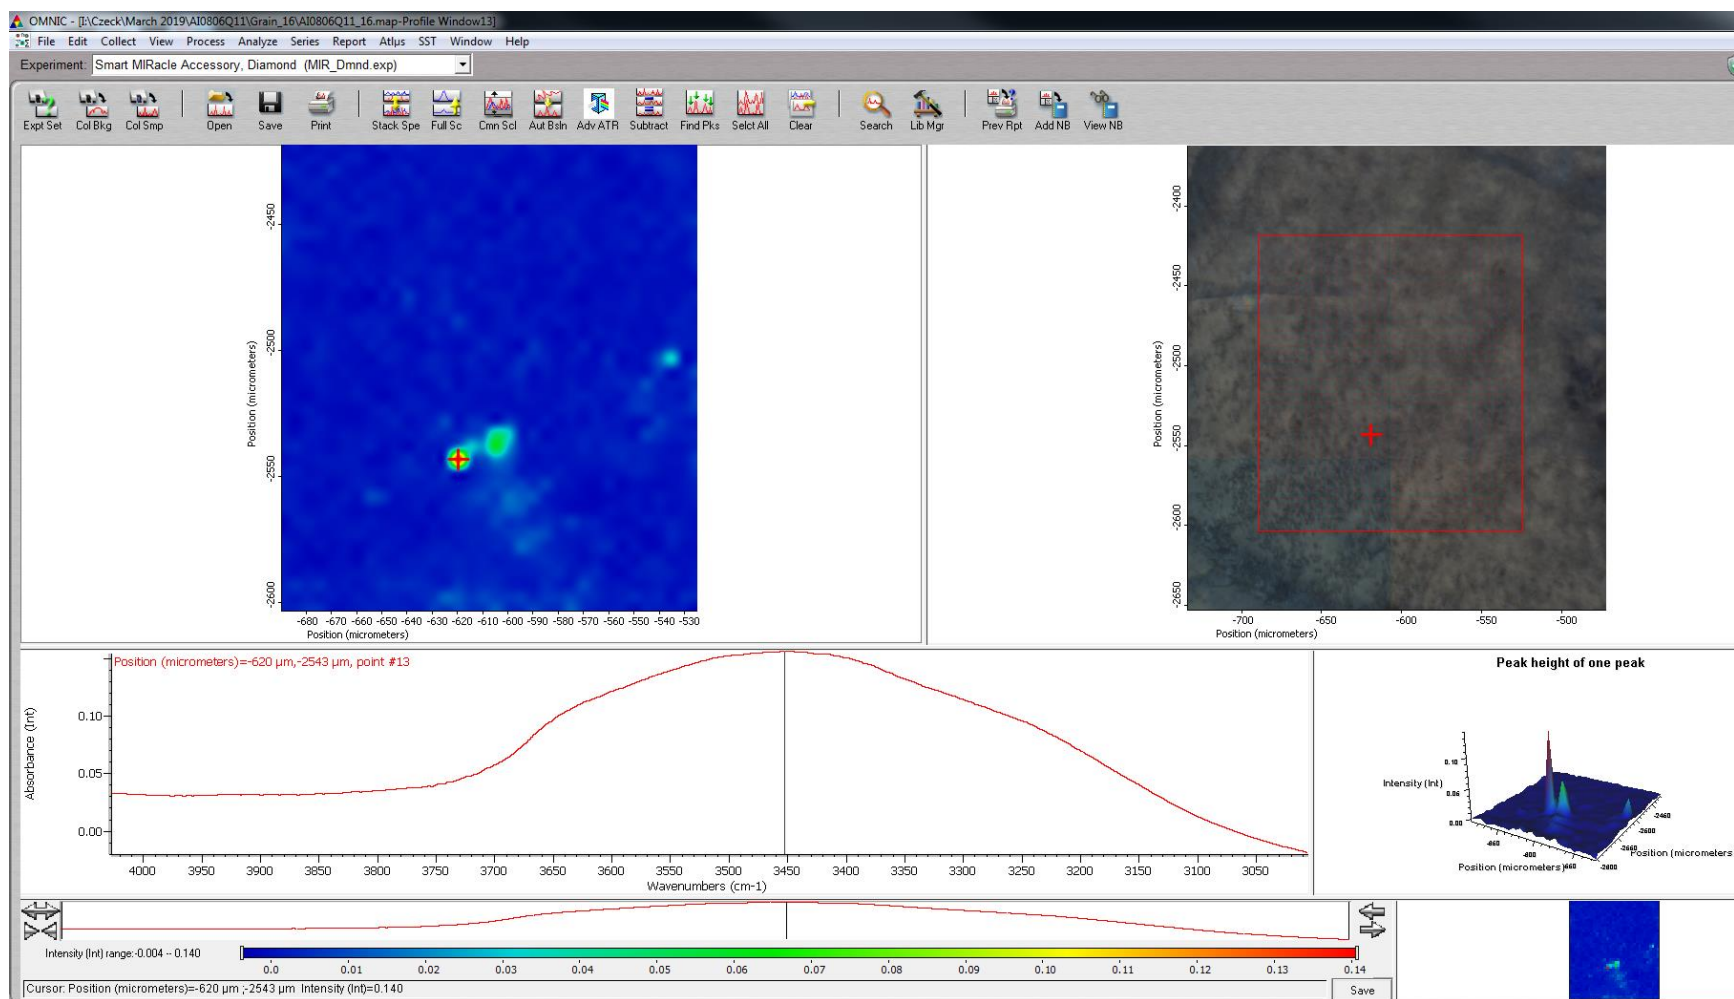 OMNIC - [I:\Czeck\March 2019\AI0806Q11\Grain_16\AI0806Q11_16.map-Profile Window13]
File Edit Collect View Process Analyze Series Report Atlµs SST Window Help
Experiment: Smart MIRacle Accessory, Diamond (MIR_Dmnd.exp)
Expt Set Col Bkg Col Smp Open Save Print Stack Spe Full Sc Cmn Scl Aut Bsln Adv ATR Subtract Find Pks Selct All Clear Search Lib Mgr Prev Rpt Add NB View NB
Position (micrometers)
-2450
-2500
-2550
-2600
-680 -670 -660 -650 -640 -630 -620 -610 -600 -590 -580 -570 -560 -550 -540 -530
Position (micrometers)
Position (micrometers)
-2400
-2450
-2500
-2550
-2600
-2650
-700 -650 -600 -550 -500
Position (micrometers)
Position (micrometers)=-620 µm,-2543 µm, point #13
Absorbance (Int)
0.10
0.05
0.00
4000 3950 3900 3850 3800 3750 3700 3650 3600 3550 3500 3450 3400 3350 3300 3250 3200 3150 3100 3050
Wavenumbers (cm-1)
Peak height of one peak
Intensity (Int)
0.10
0.05
0.00
Position (micrometers)
Position (micrometers
Intensity (Int) range:-0.004 -- 0.140
0.0 0.01 0.02 0.03 0.04 0.05 0.06 0.07 0.08 0.09 0.10 0.11 0.12 0.13 0.14
Cursor: Position (micrometers)=-620 ;-2543 µm Intensity (Int)=0.140
Save